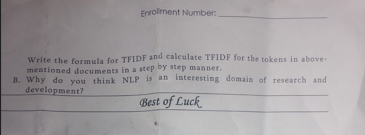 Enrollment Number:
Write the formula for TFIDF and calculate TFIDF for the tokens in above-
mentioned documents in a step by step manner.
B. Why do you think NLP is an interesting domain of research and
development?
Best of Luck